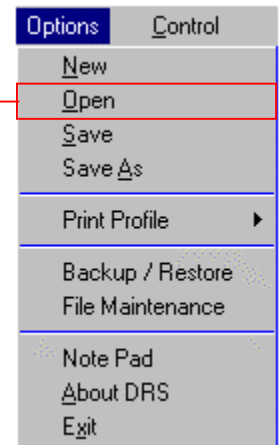 Options Control
New
Open
Save
Save As
Print Profile
Backup / Restore
File Maintenance
Note Pad
About DRS
Exit